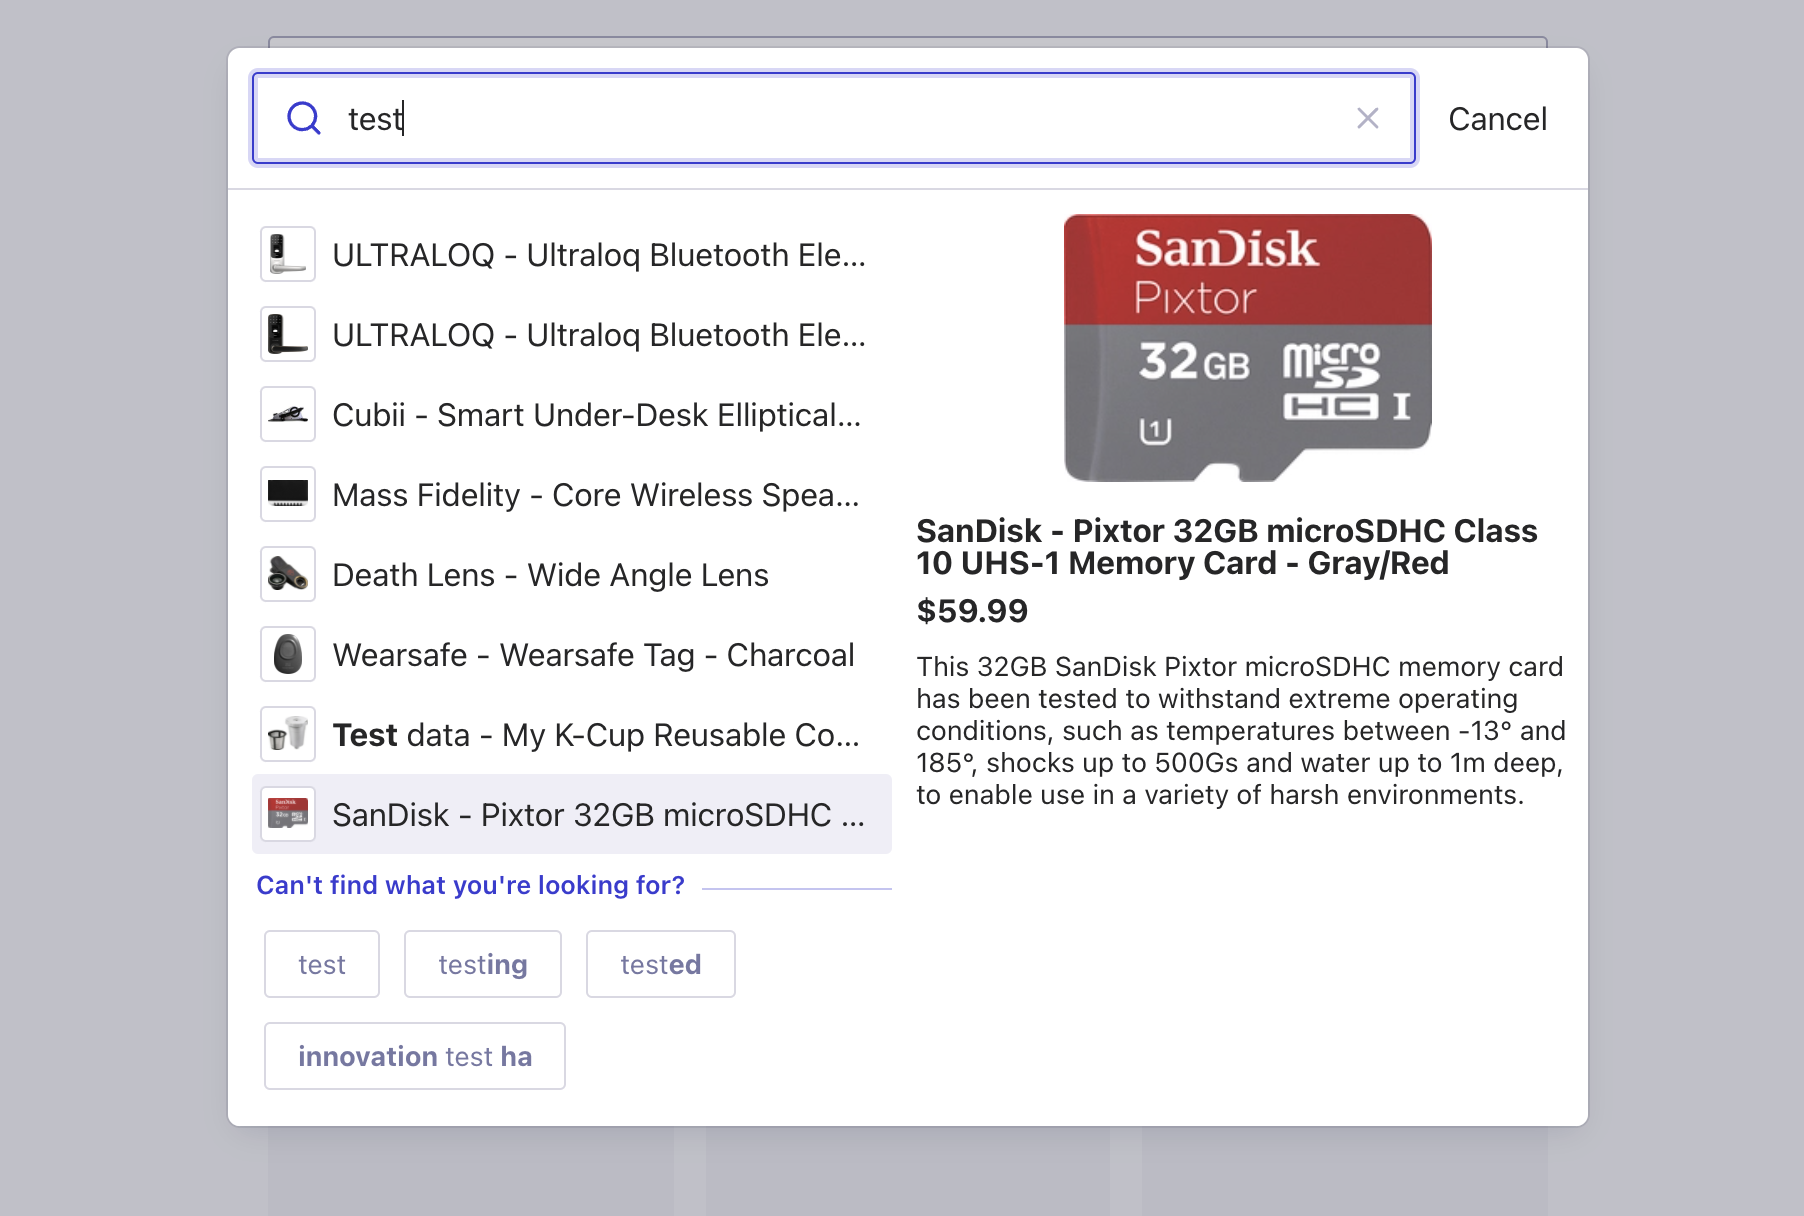 test
Cancel
ULTRALOQ - Ultraloq Bluetooth Ele...
ULTRALOQ - Ultraloq Bluetooth Ele...
Cubii - Smart Under-Desk Elliptical...
Mass Fidelity - Core Wireless Spea...
Death Lens - Wide Angle Lens
Wearsafe - Wearsafe Tag - Charcoal
Test data - My K-Cup Reusable Co...
SanDisk - Pixtor 32GB microSDHC ...
Can't find what you're looking for?
test
testing
tested
innovation test ha
SanDisk
Pixtor
32 GB
micro
SD
HC I
1
SanDisk - Pixtor 32GB microSDHC Class
10 UHS-1 Memory Card - Gray/Red
$59.99
This 32GB SanDisk Pixtor microSDHC memory card
has been tested to withstand extreme operating
conditions, such as temperatures between -13° and
185°, shocks up to 500Gs and water up to 1m deep,
to enable use in a variety of harsh environments.